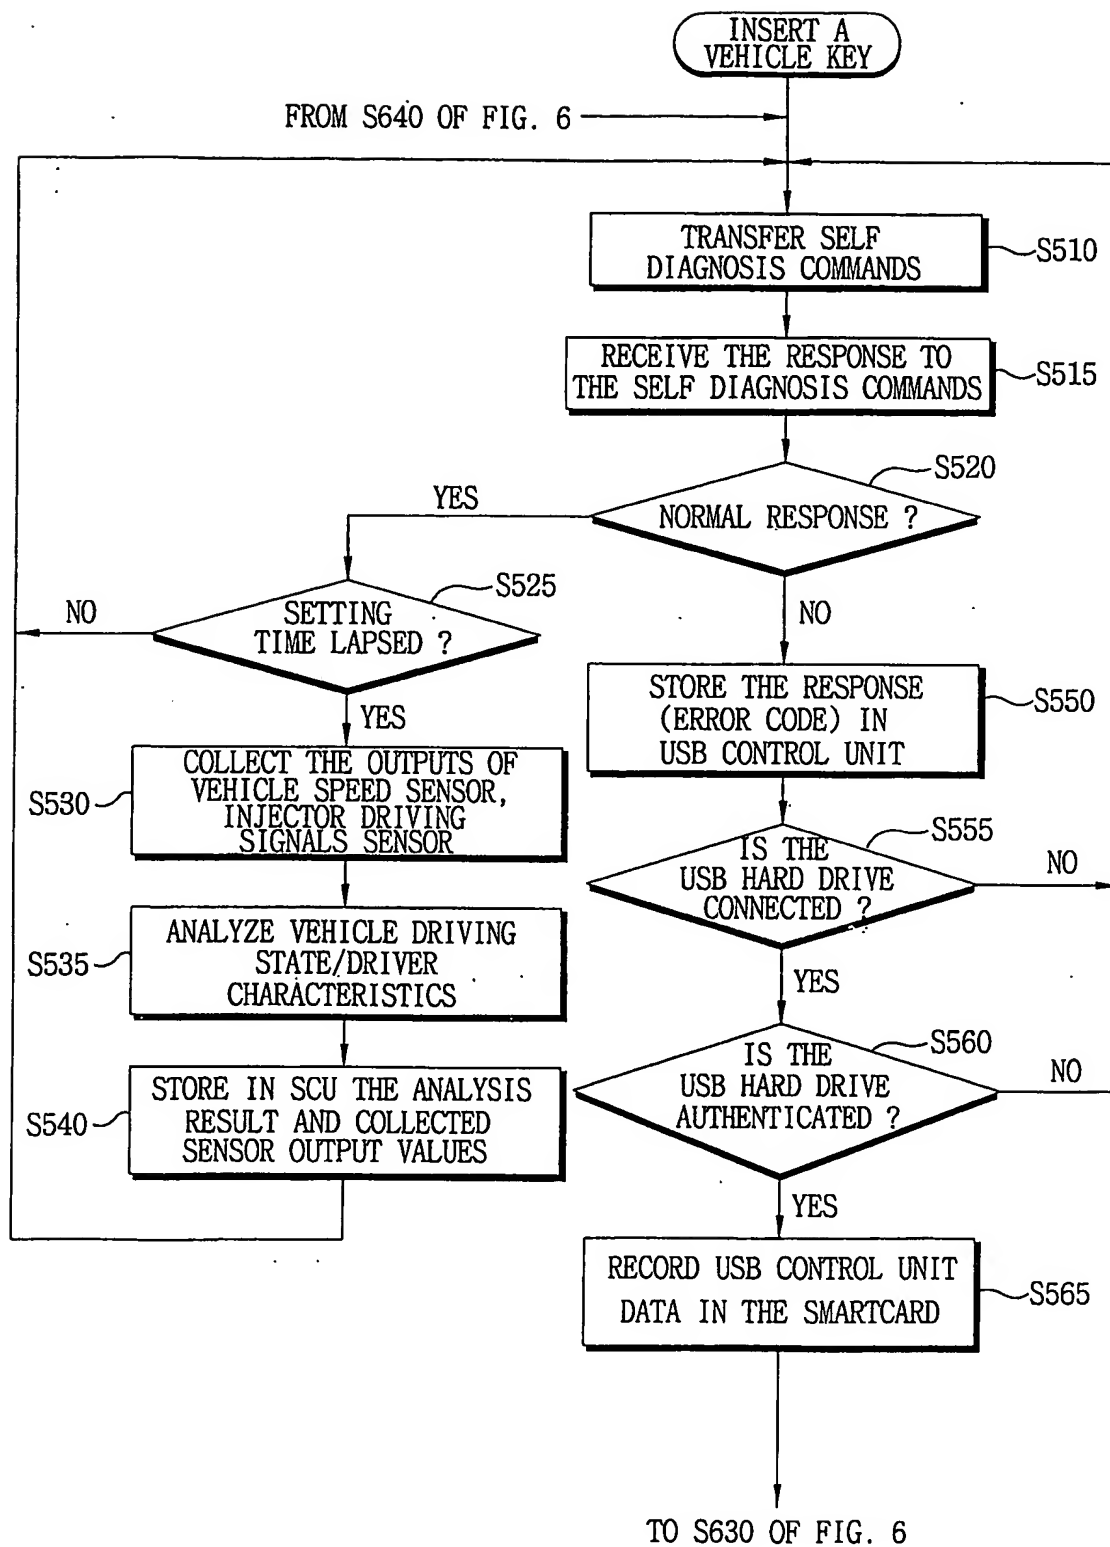 INSERT A
VEHICLE KEY
FROM S640 OF FIG. 6
TRANSFER SELF
DIAGNOSIS COMMANDS
S510
RECEIVE THE RESPONSE TO
THE SELF DIAGNOSIS COMMANDS
S515
S520
NORMAL RESPONSE ?
YES
NO
S525
SETTING
TIME LAPSED ?
NO
YES
STORE THE RESPONSE
(ERROR CODE) IN
USB CONTROL UNIT
S550
COLLECT THE OUTPUTS OF
VEHICLE SPEED SENSOR,
INJECTOR DRIVING
SIGNALS SENSOR
S530
S555
IS THE
USB HARD DRIVE
CONNECTED ?
NO
YES
ANALYZE VEHICLE DRIVING
STATE/DRIVER
CHARACTERISTICS
S535
S560
IS THE
USB HARD DRIVE
AUTHENTICATED ?
NO
YES
STORE IN SCU THE ANALYSIS
RESULT AND COLLECTED
SENSOR OUTPUT VALUES
S540
RECORD USB CONTROL UNIT
DATA IN THE SMARTCARD
S565
TO S630 OF FIG. 6